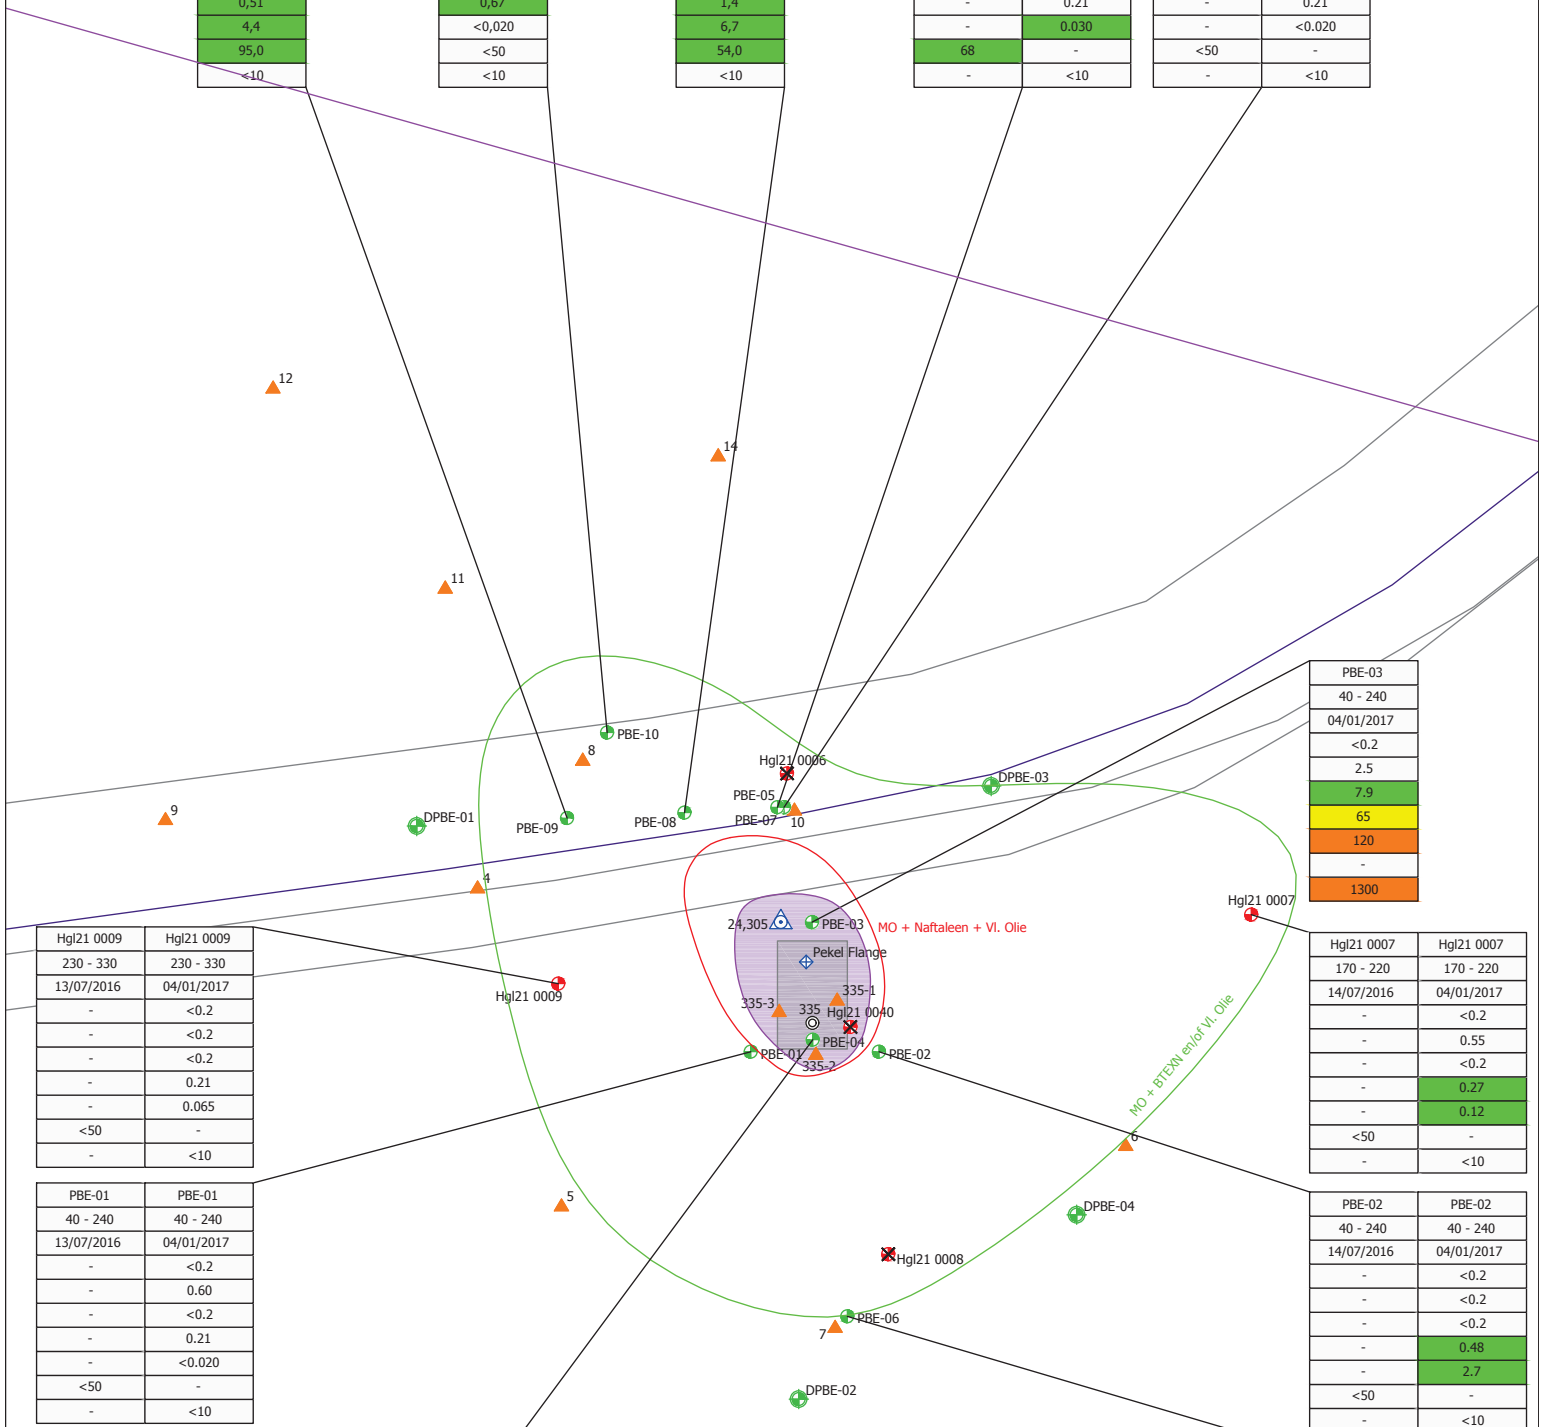 0,51
4,4
95,0
<10
0,67
<0,020
<50
<10
1,4
6,7
54,0
<10
- 0.21
- 0.030
68 -
- <10
- 0.21
- <0.020
<50 -
- <10
12
14
11
PBE-10
8
Hgl21 0006
DPBE-03
PBE-05
PBE-07
10
9
DPBE-01
PBE-09
PBE-08
4
PBE-03
40 - 240
04/01/2017
<0.2
2.5
7.9
65
120
-
1300
Hgl21 0007
24,305
PBE-03
MO + Naftaleen + Vl. Olie
Pekel Flange
335-1
335-3
335
Hgl21 0040
PBE-04
PBE-01
335-2
PBE-02
Hgl21 0009
MO + BTEXN en/of Vl. Olie
Hgl21 0009 Hgl21 0009
230 - 330 230 - 330
13/07/2016 04/01/2017
- <0.2
- <0.2
- <0.2
- 0.21
- 0.065
<50 -
- <10
Hgl21 0007 Hgl21 0007
170 - 220 170 - 220
14/07/2016 04/01/2017
- <0.2
- 0.55
- <0.2
- 0.27
- 0.12
<50 -
- <10
6
5
DPBE-04
Hgl21 0008
PBE-06
7
DPBE-02
PBE-01 PBE-01
40 - 240 40 - 240
13/07/2016 04/01/2017
- <0.2
- 0.60
- <0.2
- 0.21
- <0.020
<50 -
- <10
PBE-02 PBE-02
40 - 240 40 - 240
14/07/2016 04/01/2017
- <0.2
- <0.2
- <0.2
- 0.48
- 2.7
<50 -
- <10